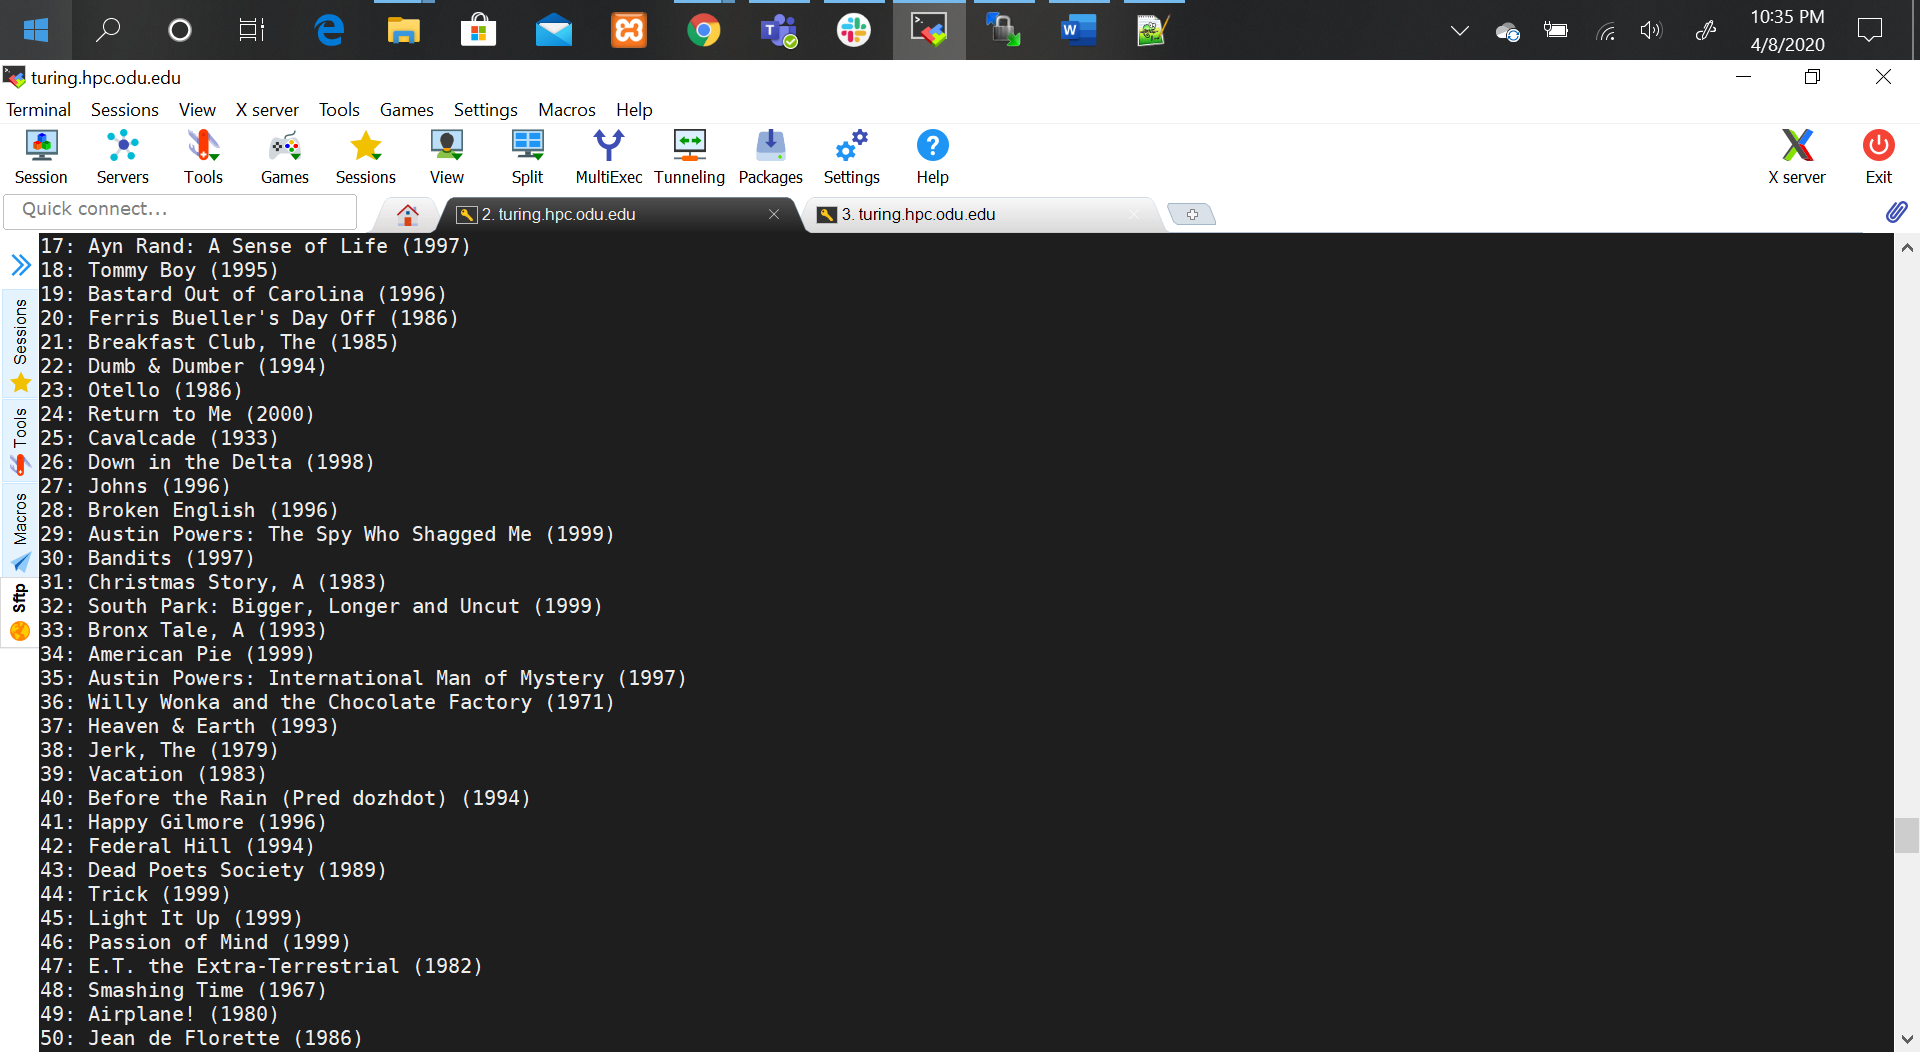 10:35 PM
4/8/2020
turing.hpc.odu.edu
Terminal Sessions View X server Tools Games Settings Macros Help
Session Servers Tools Games Sessions View Split MultiExec Tunneling Packages Settings Help X server Exit
Quick connect...
2. turing.hpc.odu.edu
3. turing.hpc.odu.edu
Sessions
Tools
Macros
Sftp
17: Ayn Rand: A Sense of Life (1997)
18: Tommy Boy (1995)
19: Bastard Out of Carolina (1996)
20: Ferris Bueller's Day Off (1986)
21: Breakfast Club, The (1985)
22: Dumb & Dumber (1994)
23: Otello (1986)
24: Return to Me (2000)
25: Cavalcade (1933)
26: Down in the Delta (1998)
27: Johns (1996)
28: Broken English (1996)
29: Austin Powers: The Spy Who Shagged Me (1999)
30: Bandits (1997)
31: Christmas Story, A (1983)
32: South Park: Bigger, Longer and Uncut (1999)
33: Bronx Tale, A (1993)
34: American Pie (1999)
35: Austin Powers: International Man of Mystery (1997)
36: Willy Wonka and the Chocolate Factory (1971)
37: Heaven & Earth (1993)
38: Jerk, The (1979)
39: Vacation (1983)
40: Before the Rain (Pred dozhdot) (1994)
41: Happy Gilmore (1996)
42: Federal Hill (1994)
43: Dead Poets Society (1989)
44: Trick (1999)
45: Light It Up (1999)
46: Passion of Mind (1999)
47: E.T. the Extra-Terrestrial (1982)
48: Smashing Time (1967)
49: Airplane! (1980)
50: Jean de Florette (1986)